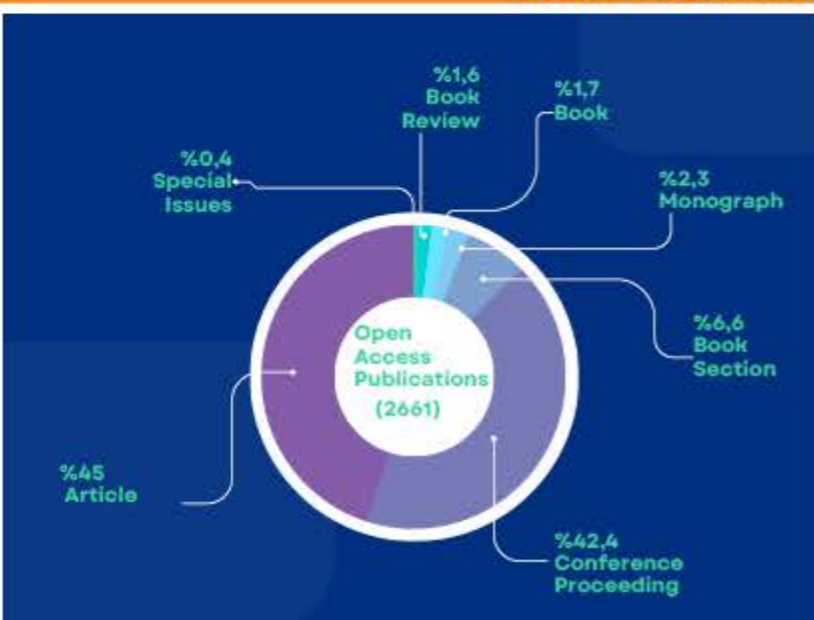 %1,6
Book
Review
%1,7
Book
%0,4
Special
Issues
%2,3
Monograph
%6,6
Book
Section
Open
Access
Publications
(2661)
%45
Article
%42,4
Conference
Proceeding